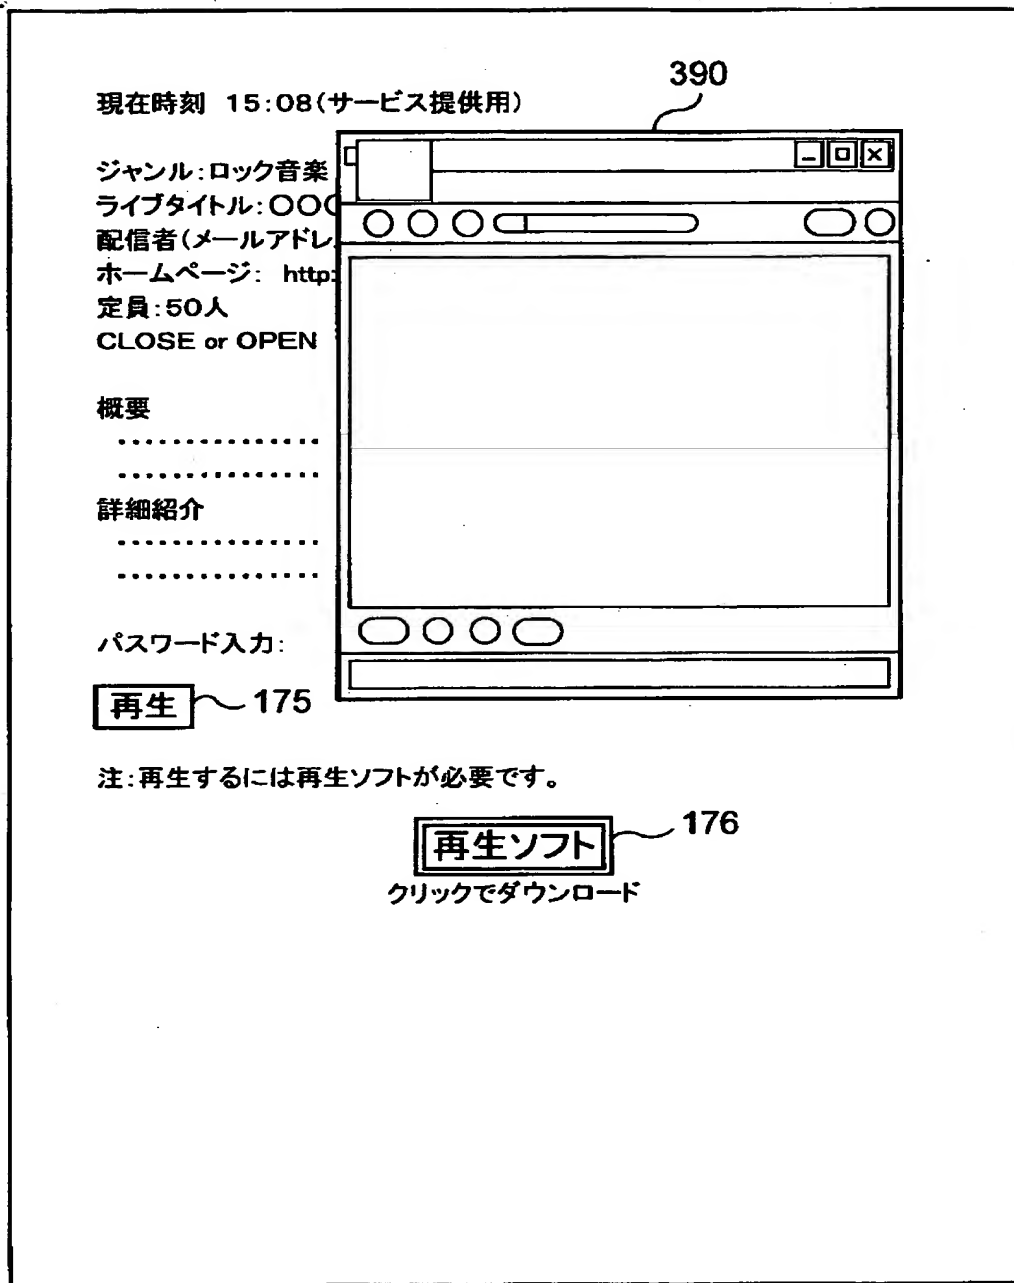 390
現在時刻 15:08(サービス提供用)
ジャンル:ロック音楽
ライブタイトル:〇〇〇
配信者(メールアドレ
ホームページ: http:
定員:50人
CLOSE or OPEN
概要
・・・・・・・・・・・・・・・
・・・・・・・・・・・・・・・
詳細紹介
・・・・・・・・・・・・・・・
・・・・・・・・・・・・・・・
パスワード入力:
再生 175
注:再生するには再生ソフトが必要です。
再生ソフト 176
クリックでダウンロード